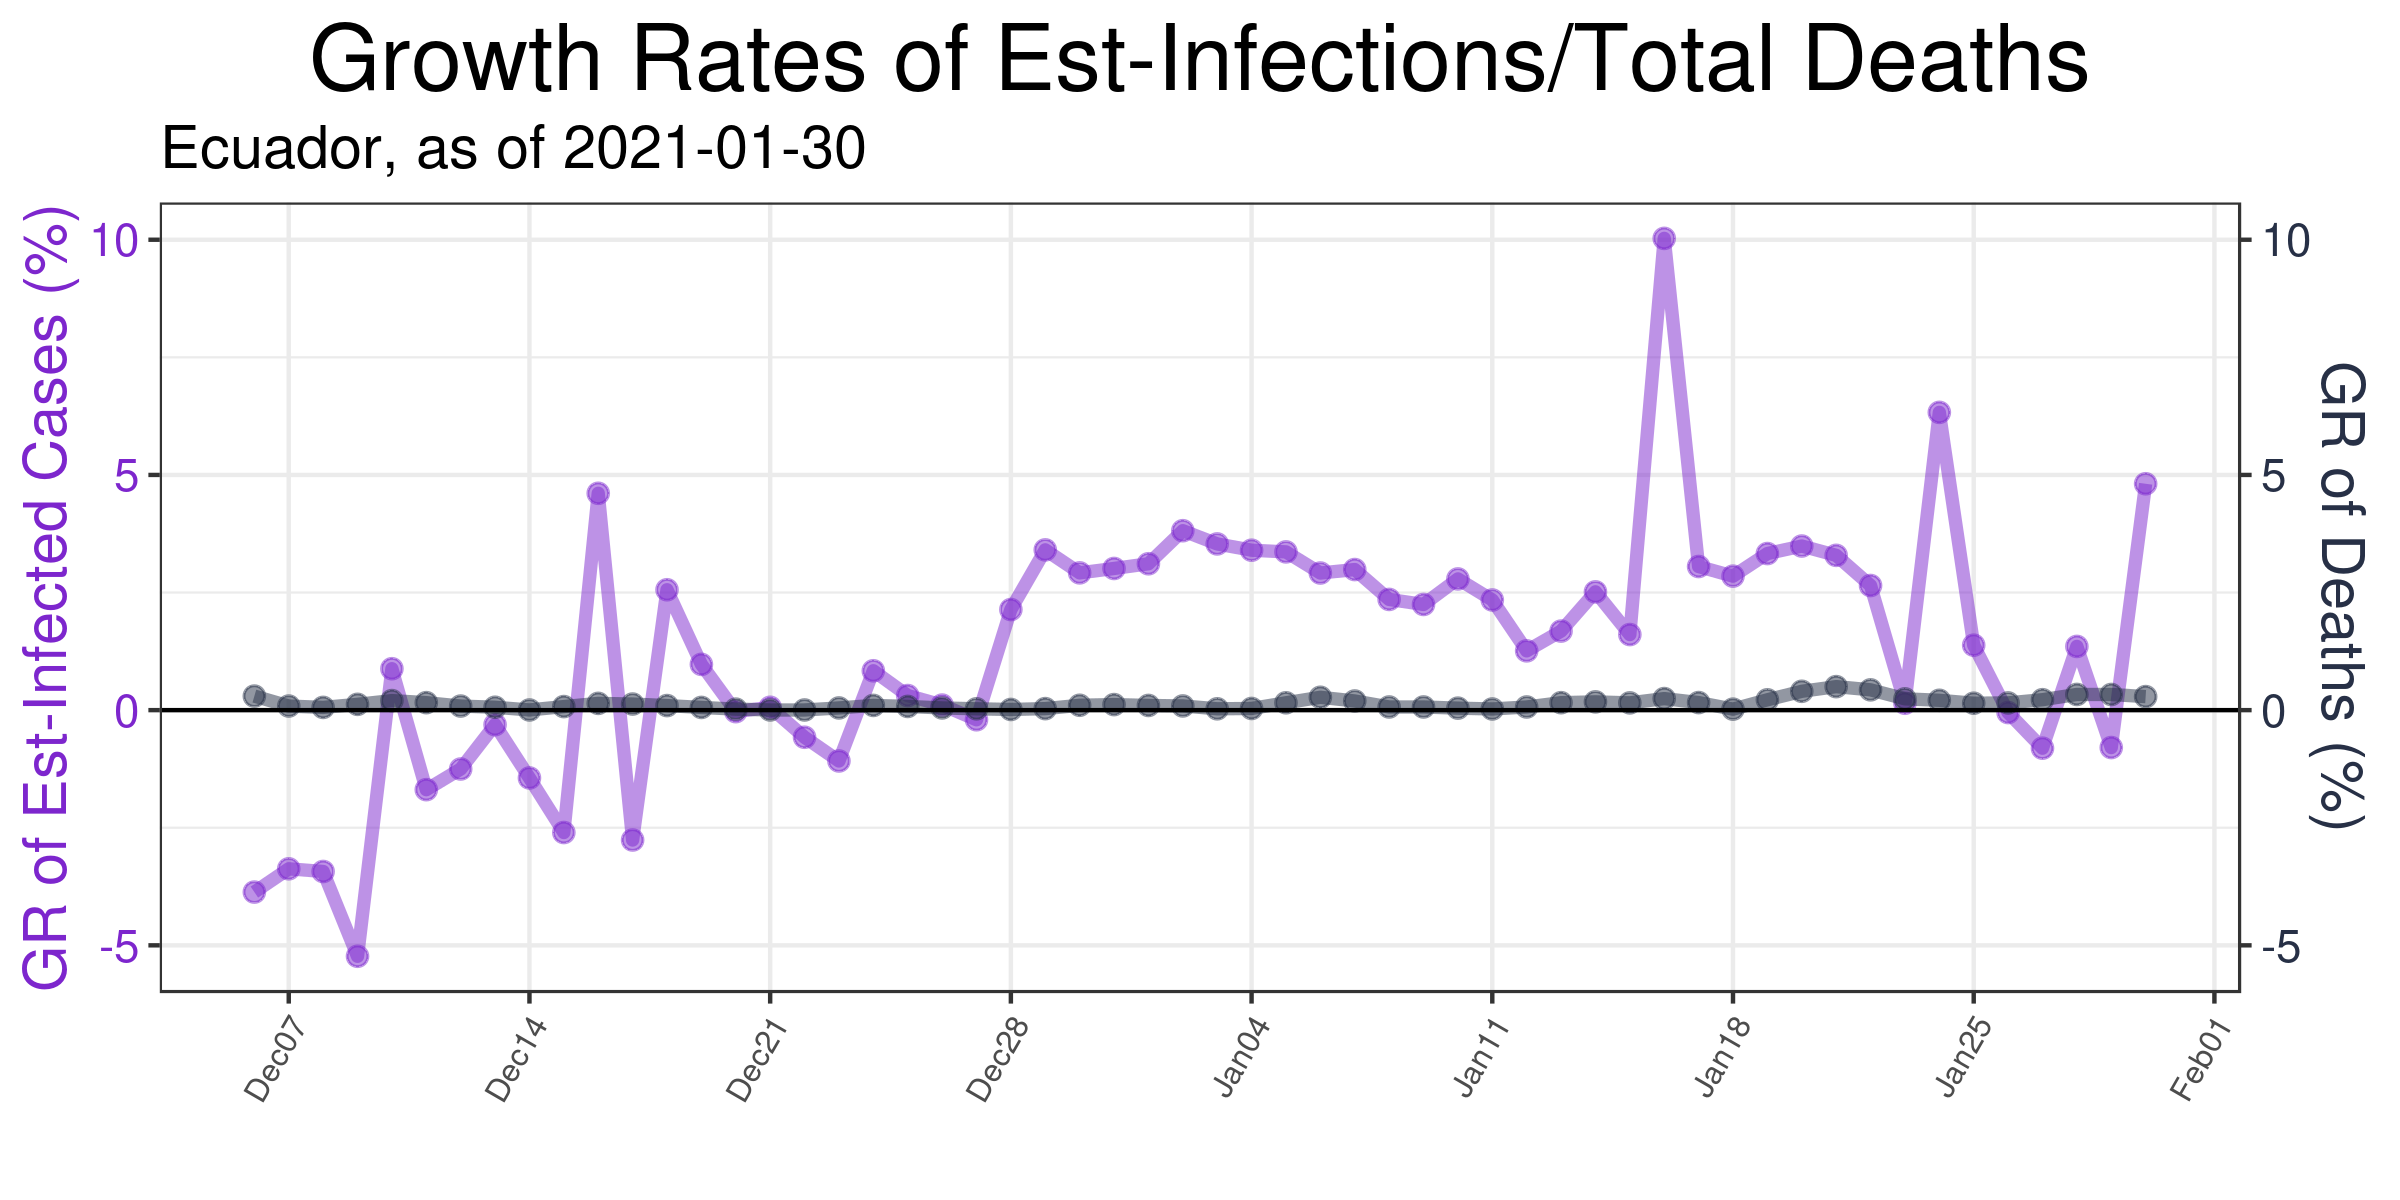 Growth Rates of Est-Infections/Total Deaths
Ecuador, as of 2021-01-30
GR of Est-Infected Cases (%)
10
5
0
-5
10
5
0
-5
GR of Deaths (%)
Dec07
Dec14
Dec21
Dec28
Jan04
Jan11
Jan18
Jan25
Feb01